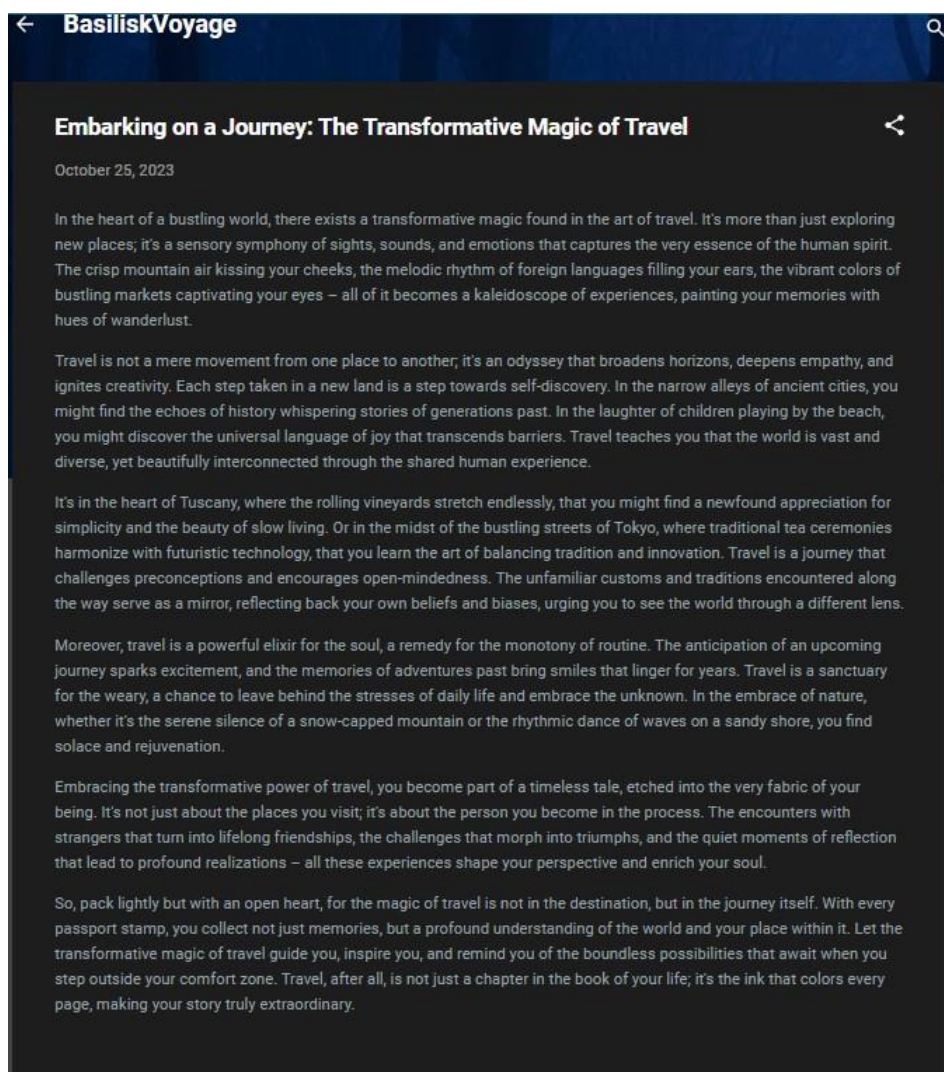 BasiliskVoyage
Embarking on a Journey: The Transformative Magic of Travel
October 25, 2023
In the heart of a bustling world, there exists a transformative magic found in the art of travel. It's more than just exploring
new places; it's a sensory symphony of sights, sounds, and emotions that captures the very essence of the human spirit.
The crisp mountain air kissing your cheeks, the melodic rhythm of foreign languages filling your ears, the vibrant colors of
bustling markets captivating your eyes – all of it becomes a kaleidoscope of experiences, painting your memories with
hues of wanderlust.
Travel is not a mere movement from one place to another; it's an odyssey that broadens horizons, deepens empathy, and
ignites creativity. Each step taken in a new land is a step towards self-discovery. In the narrow alleys of ancient cities, you
might find the echoes of history whispering stories of generations past. In the laughter of children playing by the beach,
you might discover the universal language of joy that transcends barriers. Travel teaches you that the world is vast and
diverse, yet beautifully interconnected through the shared human experience.
It's in the heart of Tuscany, where the rolling vineyards stretch endlessly, that you might find a newfound appreciation for
simplicity and the beauty of slow living. Or in the midst of the bustling streets of Tokyo, where traditional tea ceremonies
harmonize with futuristic technology, that you learn the art of balancing tradition and innovation. Travel is a journey that
challenges preconceptions and encourages open-mindedness. The unfamiliar customs and traditions encountered along
the way serve as a mirror, reflecting back your own beliefs and biases, urging you to see the world through a different lens.
Moreover, travel is a powerful elixir for the soul, a remedy for the monotony of routine. The anticipation of an upcoming
journey sparks excitement, and the memories of adventures past bring smiles that linger for years. Travel is a sanctuary
for the weary, a chance to leave behind the stresses of daily life and embrace the unknown. In the embrace of nature,
whether it's the serene silence of a snow-capped mountain or the rhythmic dance of waves on a sandy shore, you find
solace and rejuvenation.
Embracing the transformative power of travel, you become part of a timeless tale, etched into the very fabric of your
being. It's not just about the places you visit; it's about the person you become in the process. The encounters with
strangers that turn into lifelong friendships, the challenges that morph into triumphs, and the quiet moments of reflection
that lead to profound realizations – all these experiences shape your perspective and enrich your soul.
So, pack lightly but with an open heart, for the magic of travel is not in the destination, but in the journey itself. With every
passport stamp, you collect not just memories, but a profound understanding of the world and your place within it. Let the
transformative magic of travel guide you, inspire you, and remind you of the boundless possibilities that await when you
step outside your comfort zone. Travel, after all, is not just a chapter in the book of your life; it's the ink that colors every
page, making your story truly extraordinary.